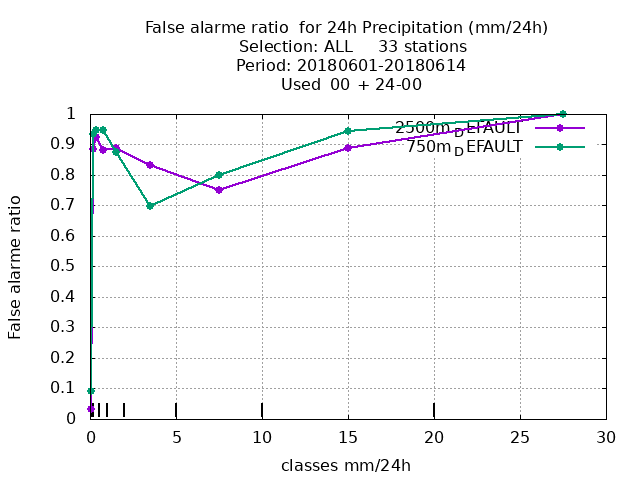 False alarme ratio  for 24h Precipitation (mm/24h)
Selection: ALL     33 stations
Period: 20180601-20180614
Used  00 + 24-00
1
0.9
0.8
0.7
0.6
0.5
0.4
0.3
0.2
0.1
0
False alarme ratio
2500m_DEFAULT
750m_DEFAULT
0 5 10 15 20 25 30
classes mm/24h